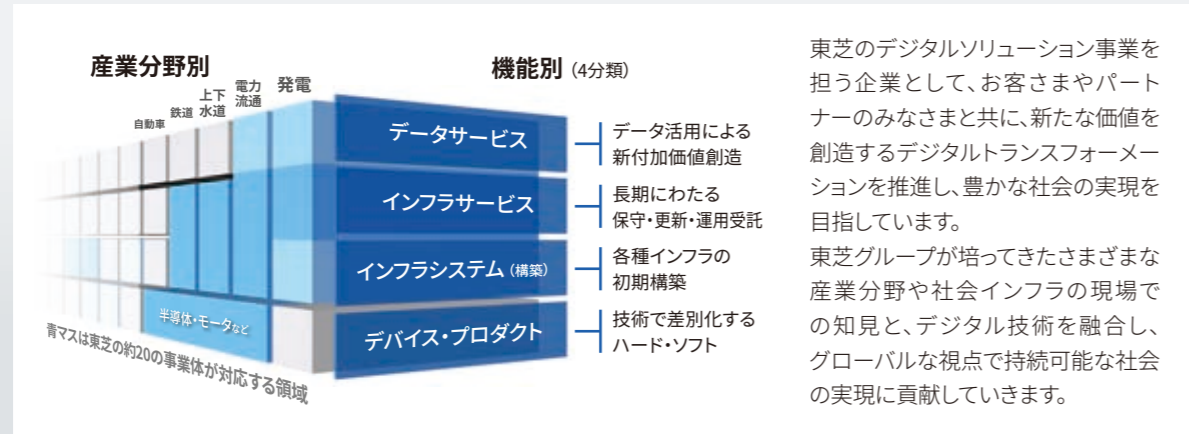 産業分野別
自動車
鉄道
上下
水道
電力
流通
発電
機能別(4分類)
データサービス
データ活用による
新付加価値創造
インフラサービス
長期にわたる
保守・更新・運用受託
インフラシステム(構築)
各種インフラの
初期構築
半導体・モータなど
デバイス・プロダクト
技術で差別化する
ハード・ソフト
青マスは東芝の約20の事業体が対応する領域
東芝のデジタルソリューション事業を
担う企業として、お客さまやパート
ナーのみなさまと共に、新たな価値を
創造するデジタルトランスフォーメー
ションを推進し、豊かな社会の実現を
目指しています。
東芝グループが培ってきたさまざまな
産業分野や社会インフラの現場で
の知見と、デジタル技術を融合し、
グローバルな視点で持続可能な社会
の実現に貢献していきます。